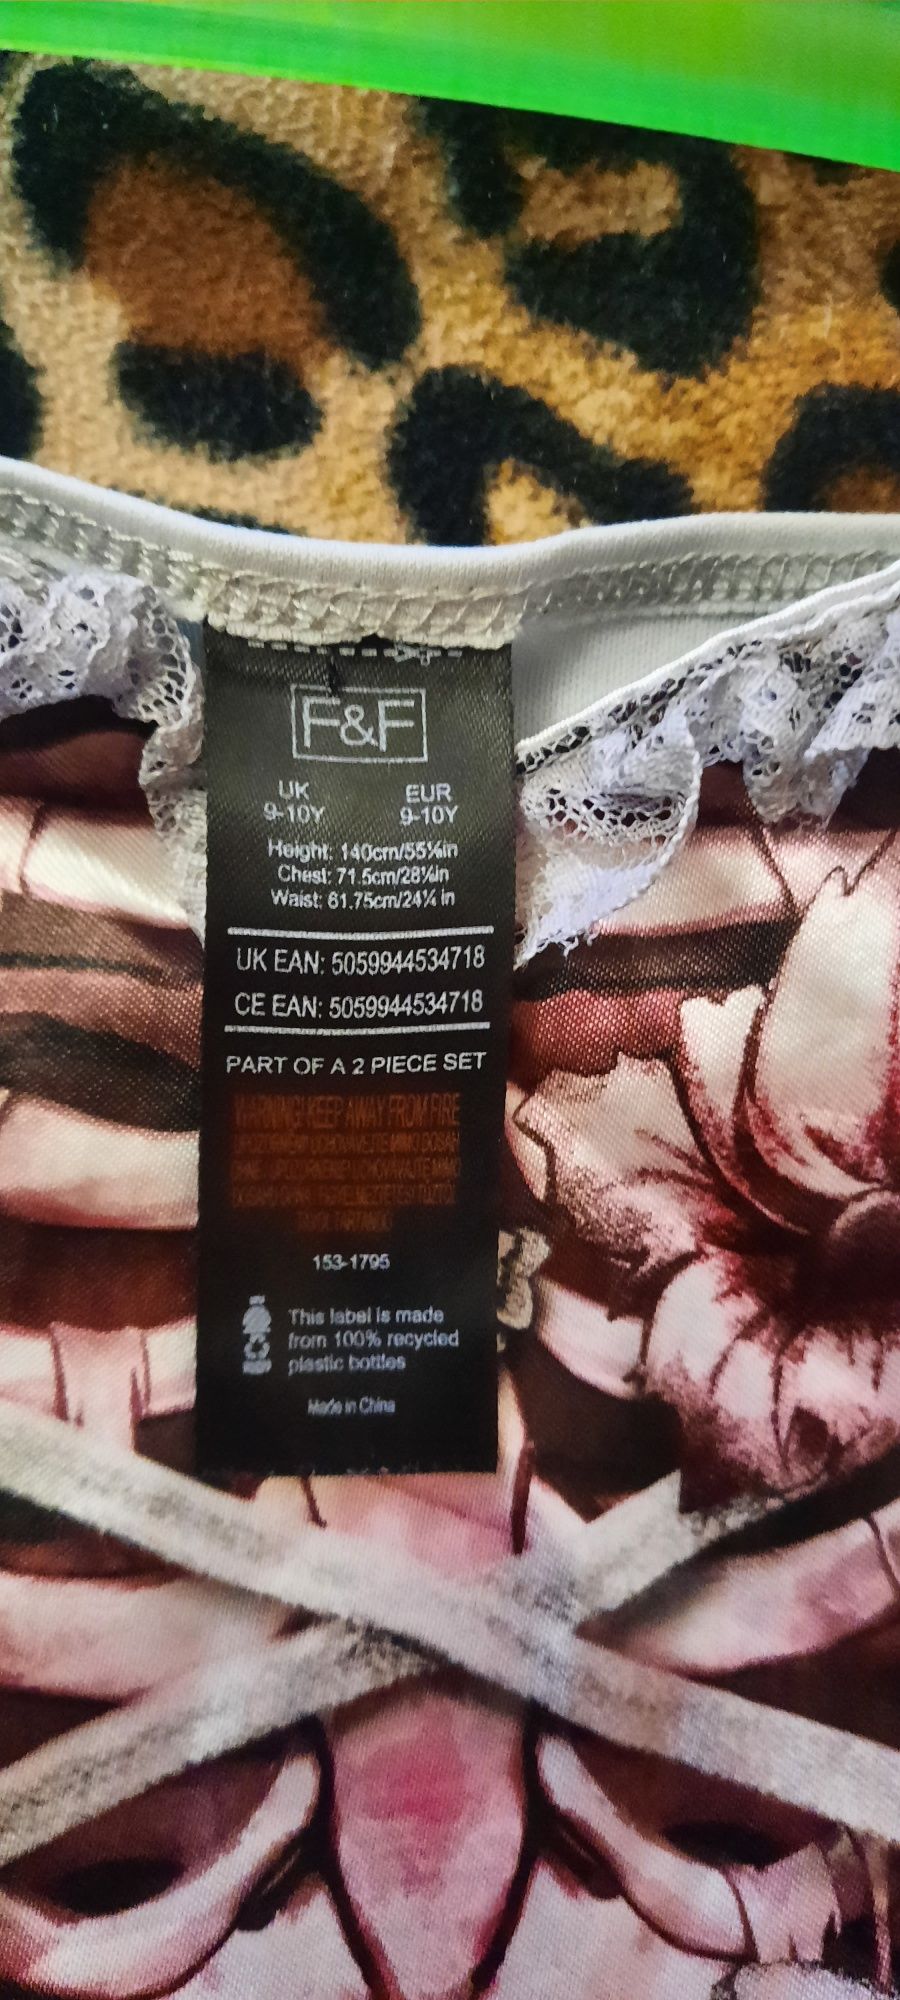 F&F
UK EUR
9-10Y 9-10Y
Height: 140cm/55¼in
Chest: 71.5cm/28¼in
Waist: 61.75cm/24¼ in
UK EAN: 5059944534718
CE EAN: 5059944534718
PART OF A 2 PIECE SET
WARNING! KEEP AWAY FROM FIRE
153-1795
This label is made
from 100% recycled
plastic bottles
Made in China